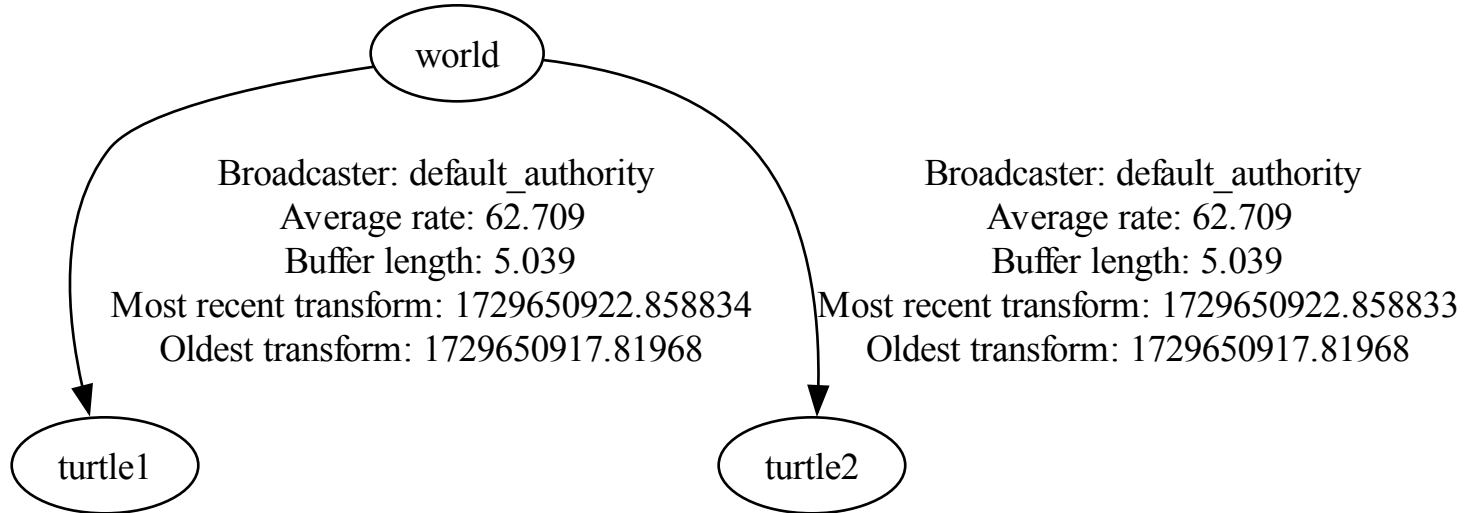 world
Broadcaster: default_authority
Average rate: 62.709
Buffer length: 5.039
Most recent transform: 1729650922.858834
Oldest transform: 1729650917.81968
Broadcaster: default_authority
Average rate: 62.709
Buffer length: 5.039
Most recent transform: 1729650922.858833
Oldest transform: 1729650917.81968
turtle1
turtle2